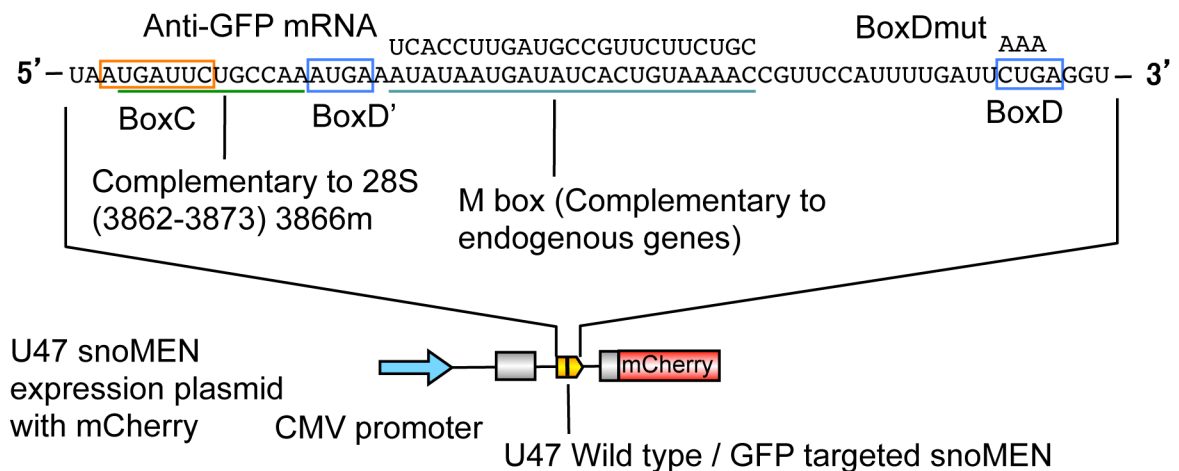 Anti-GFP mRNA
BoxDmut
UCACCUUGAUGCCGUUCUUCUGC
AAA
5’– UAAUGAUUCUGCCAAAUGAAAUAUAAUGAUAUCACUGUAAAACCGUUCCAUUUUGAUUCUGAGGU – 3’
BoxC
BoxD’
BoxD
Complementary to 28S
(3862-3873) 3866m
M box (Complementary to
endogenous genes)
U47 snoMEN
expression plasmid
with mCherry
mCherry
CMV promoter
U47 Wild type / GFP targeted snoMEN